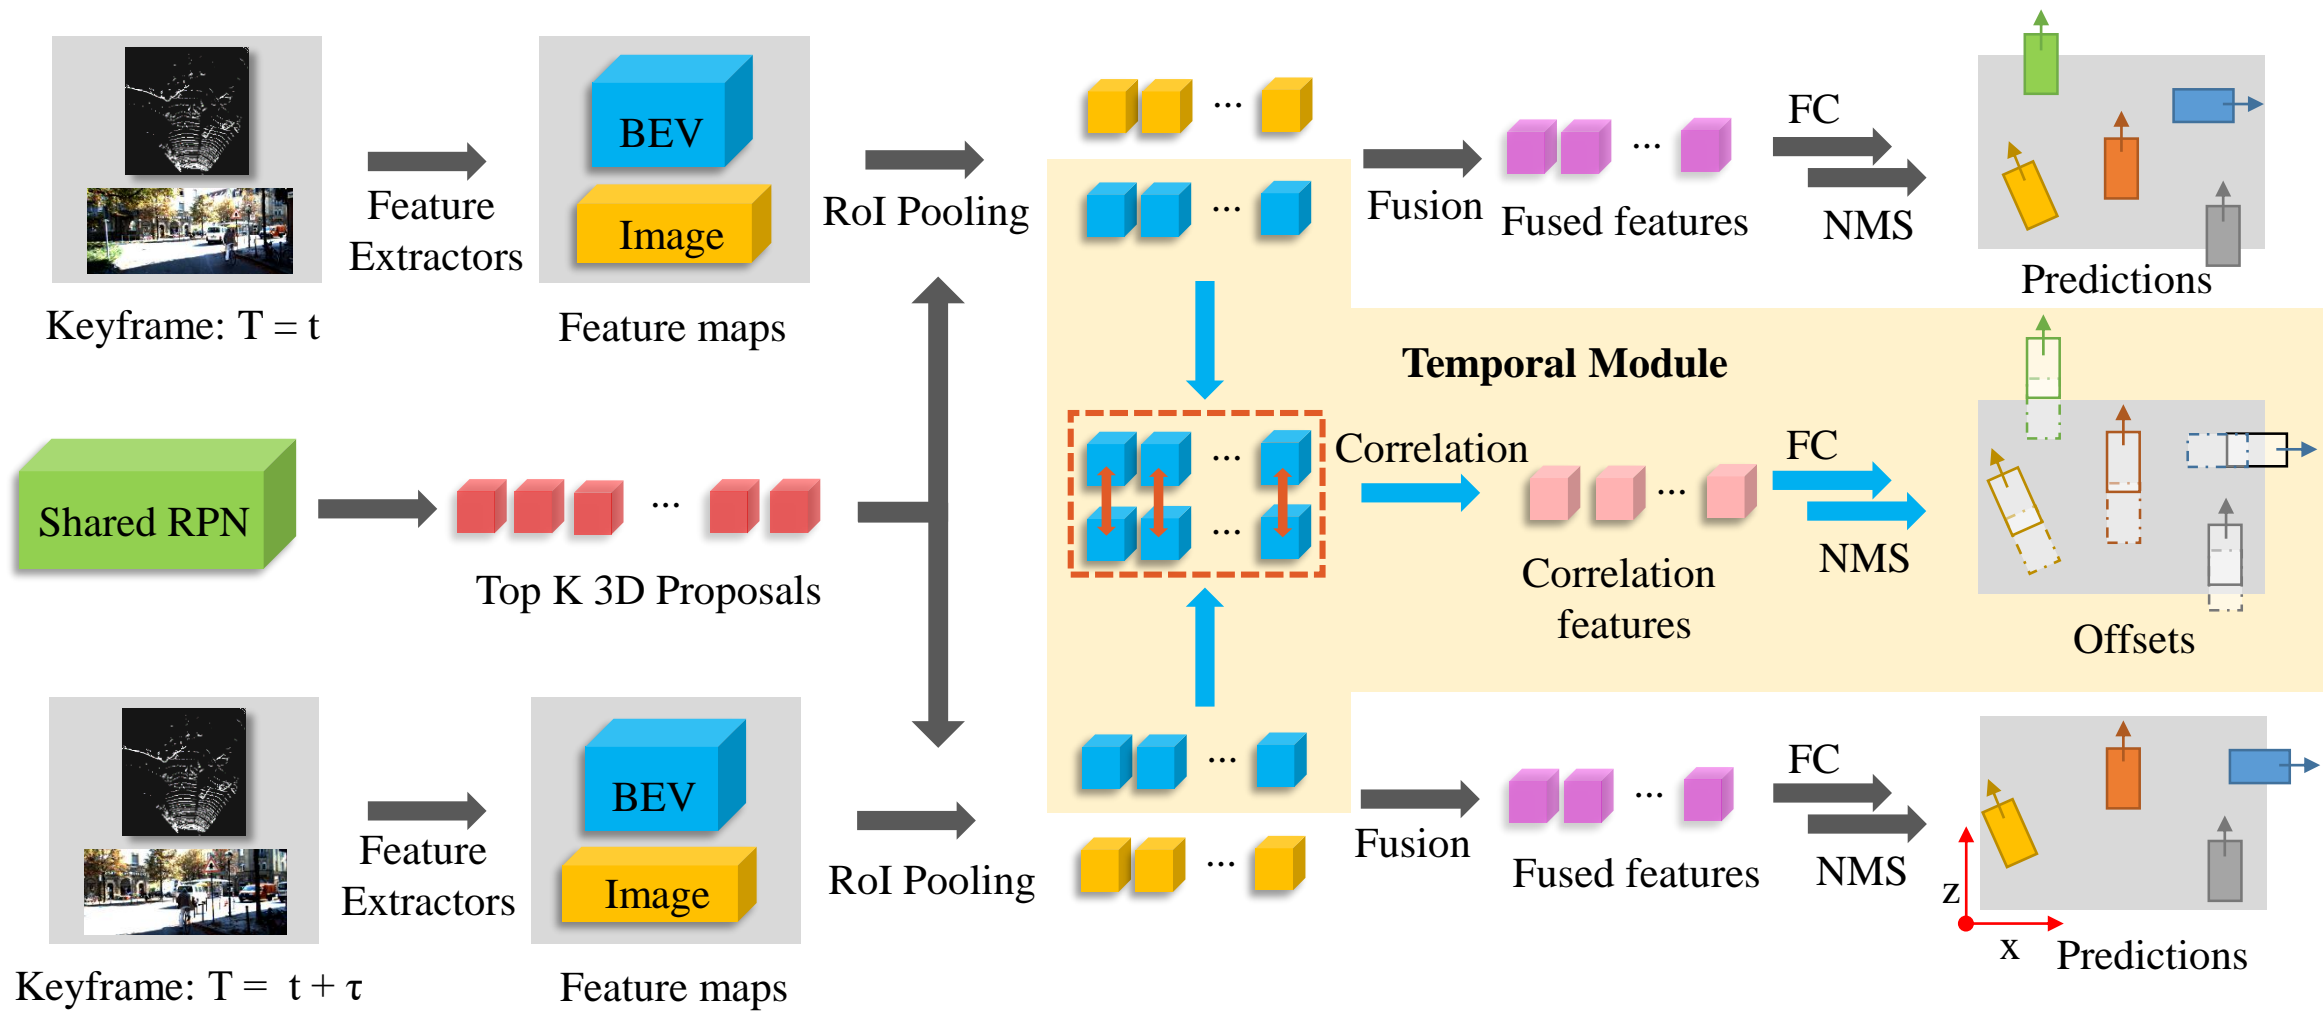 BEV
Image
Feature
Extractors
RoI Pooling
Fusion
Fused features
FC
NMS
Predictions
Keyframe: T = t
Feature maps
Temporal Module
Shared RPN
Top K 3D Proposals
...
Correlation
Correlation
features
FC
NMS
Offsets
BEV
Image
Feature
Extractors
RoI Pooling
Fusion
Fused features
FC
NMS
z
x
Predictions
Keyframe: T = t + τ
Feature maps